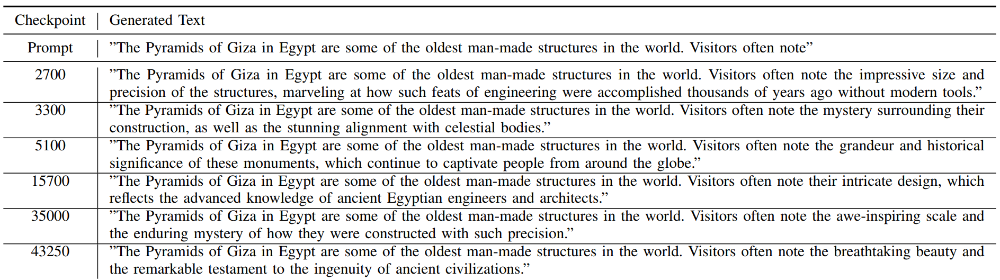 Checkpoint Generated Text
Prompt ”The Pyramids of Giza in Egypt are some of the oldest man-made structures in the world. Visitors often note”
2700 ”The Pyramids of Giza in Egypt are some of the oldest man-made structures in the world. Visitors often note the impressive size and
precision of the structures, marveling at how such feats of engineering were accomplished thousands of years ago without modern tools.”
3300 ”The Pyramids of Giza in Egypt are some of the oldest man-made structures in the world. Visitors often note the mystery surrounding their
construction, as well as the stunning alignment with celestial bodies.”
5100 ”The Pyramids of Giza in Egypt are some of the oldest man-made structures in the world. Visitors often note the grandeur and historical
significance of these monuments, which continue to captivate people from around the globe.”
15700 ”The Pyramids of Giza in Egypt are some of the oldest man-made structures in the world. Visitors often note their intricate design, which
reflects the advanced knowledge of ancient Egyptian engineers and architects.”
35000 ”The Pyramids of Giza in Egypt are some of the oldest man-made structures in the world. Visitors often note the awe-inspiring scale and
the enduring mystery of how they were constructed with such precision.”
43250 ”The Pyramids of Giza in Egypt are some of the oldest man-made structures in the world. Visitors often note the breathtaking beauty and
the remarkable testament to the ingenuity of ancient civilizations.”